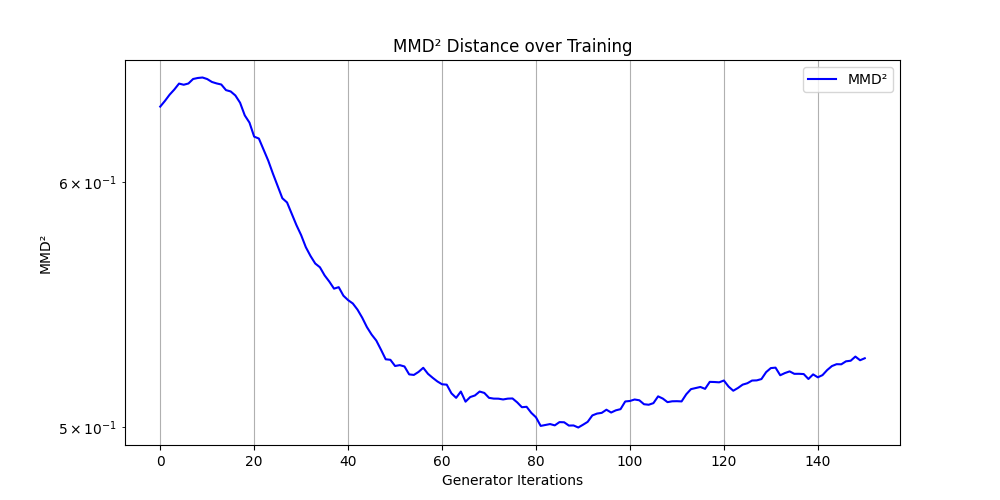 MMD² Distance over Training
MMD²
6 × 10⁻¹
5 × 10⁻¹
MMD²
0 20 40 60 80 100 120 140
Generator Iterations